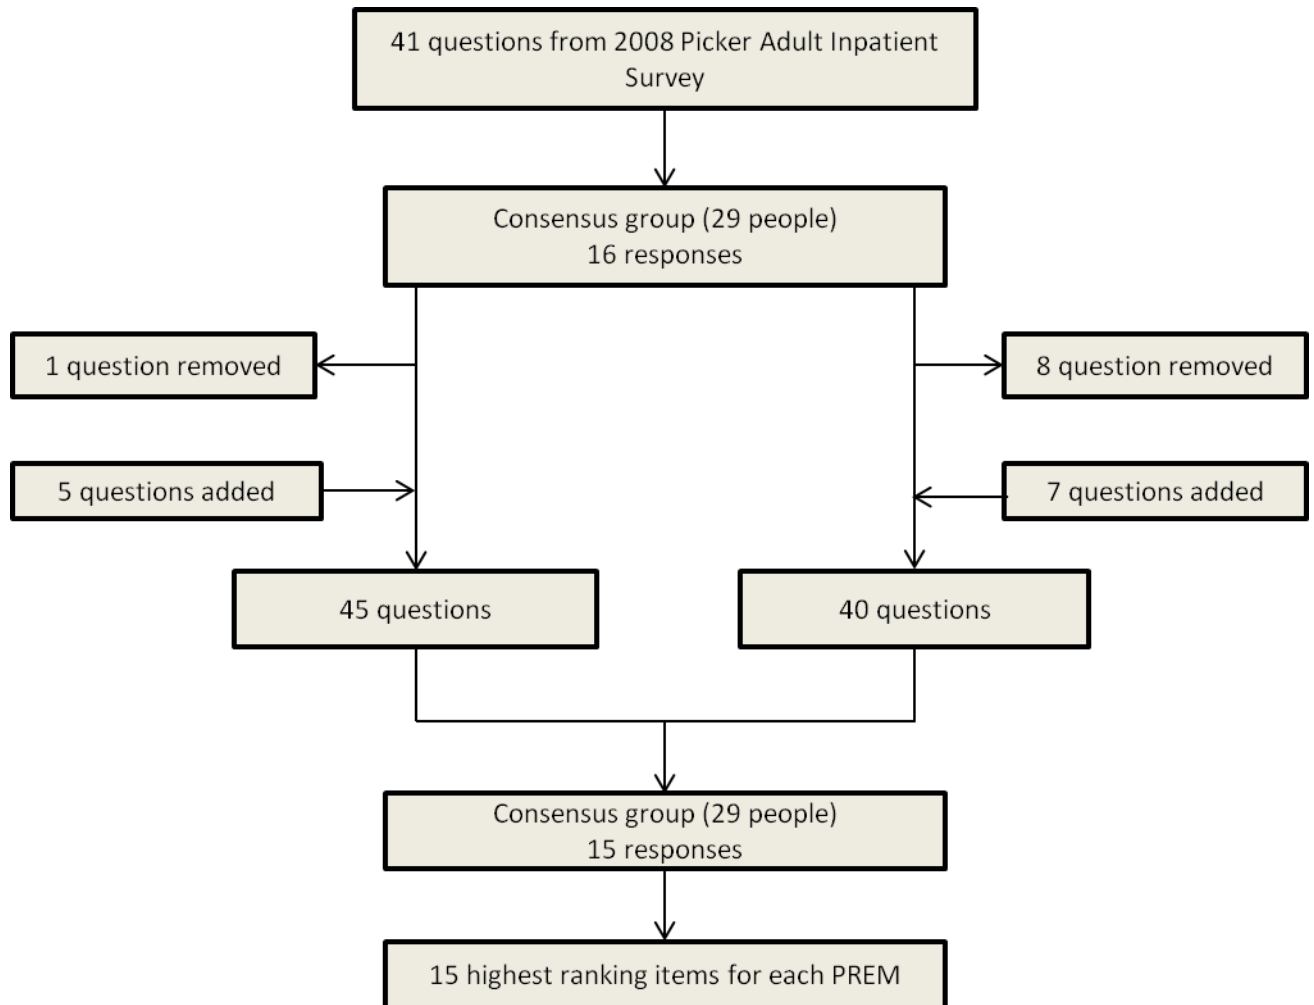 41 questions from 2008 Picker Adult Inpatient
Survey
Consensus group (29 people)
16 responses
1 question removed
8 question removed
5 questions added
7 questions added
45 questions
40 questions
Consensus group (29 people)
15 responses
15 highest ranking items for each PREM